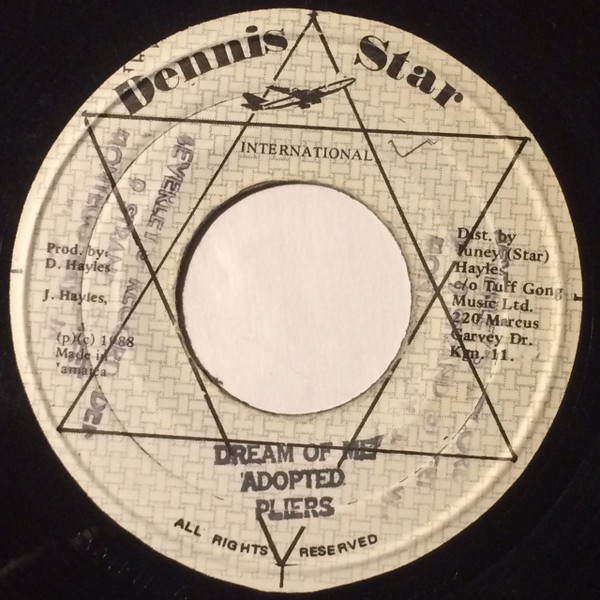 Dennis Star
INTERNATIONAL
Prod. by:
D. Hayles
J. Hayles,
(p)(c) 1988
Made in
Jamaica
Dist. by
Juney (Star)
Hayles
c/o Tuff Gong
Music Ltd.
220 Marcus
Garvey Dr.
Kgn. 11.
DREAM OF ME
ADOPTED
PLIERS
ALL RIGHTS RESERVED